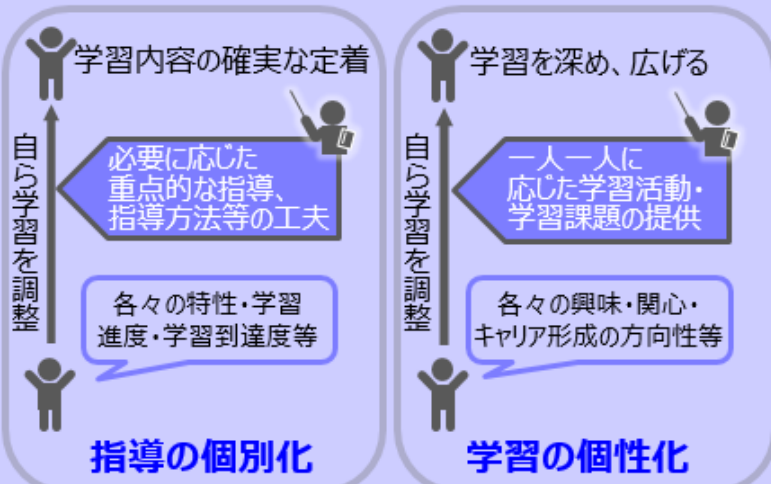 学習内容の確実な定着
必要に応じた
重点的な指導、
指導方法等の工夫
自ら学習を調整
各々の特性・学習
進度・学習到達度等
指導の個別化
学習を深め、広げる
一人一人に
応じた学習活動・
学習課題の提供
自ら学習を調整
各々の興味・関心・
キャリア形成の方向性等
学習の個性化